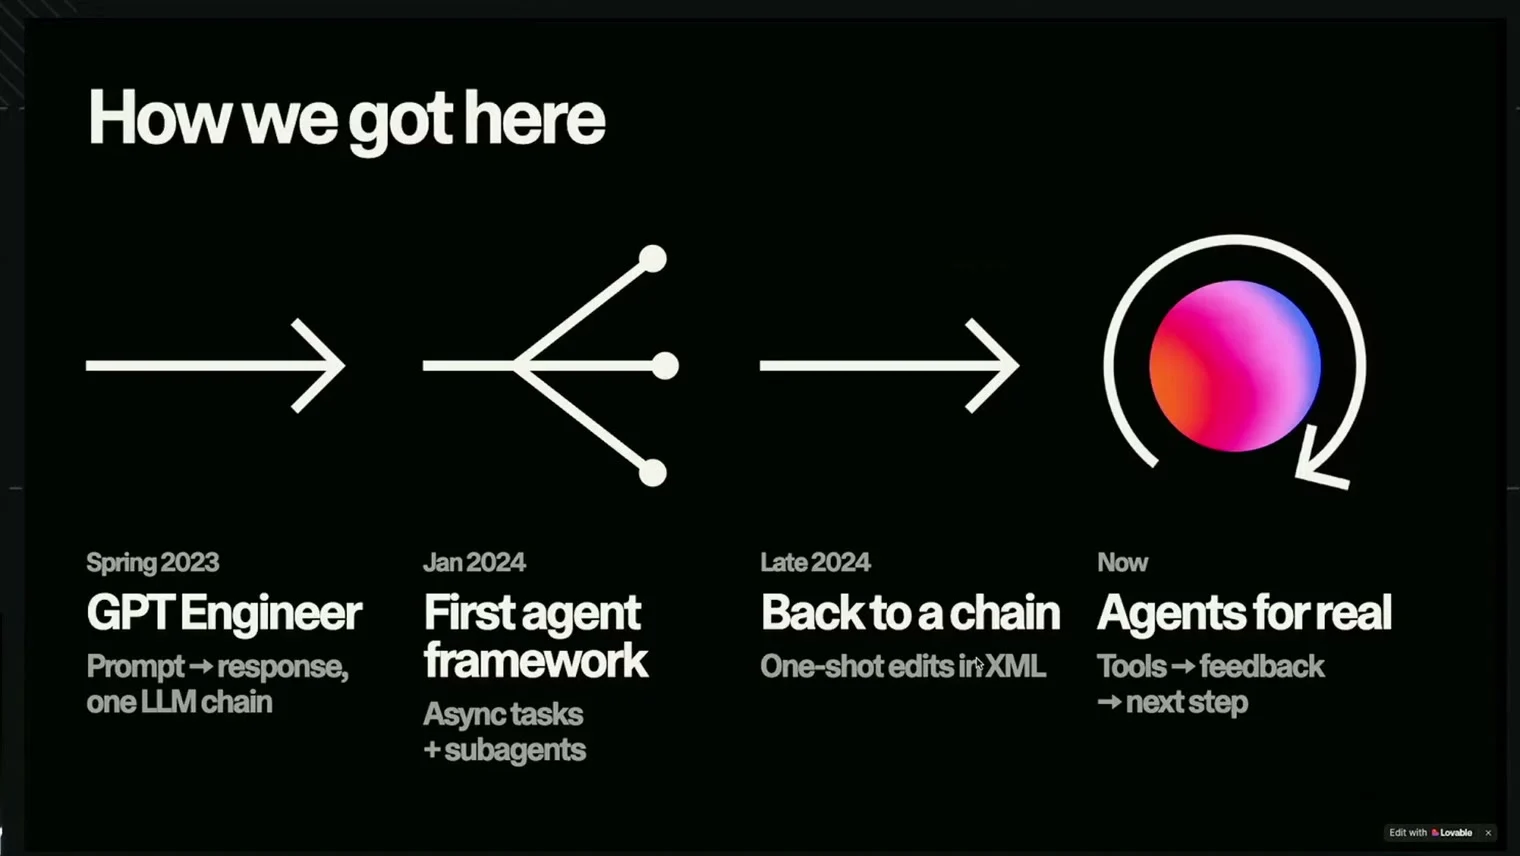 How we got here
Spring 2023
GPT Engineer
Prompt → response,
one LLM chain
Jan 2024
First agent
framework
Async tasks
+ subagents
Late 2024
Back to a chain
One-shot edits in XML
Now
Agents for real
Tools → feedback
→ next step
Edit with Lovable ×